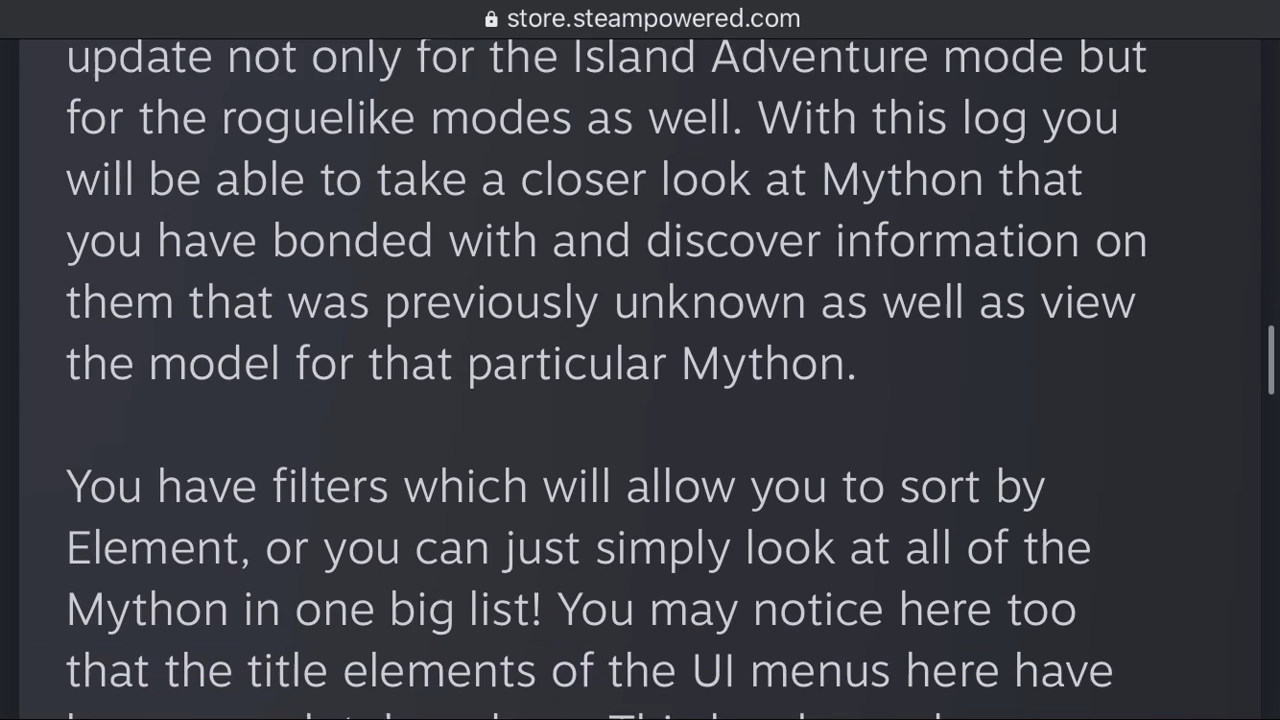 store.steampowered.com
update not only for the Island Adventure mode but
for the roguelike modes as well. With this log you
will be able to take a closer look at Mython that
you have bonded with and discover information on
them that was previously unknown as well as view
the model for that particular Mython.
You have filters which will allow you to sort by
Element, or you can just simply look at all of the
Mython in one big list! You may notice here too
that the title elements of the UI menus here have